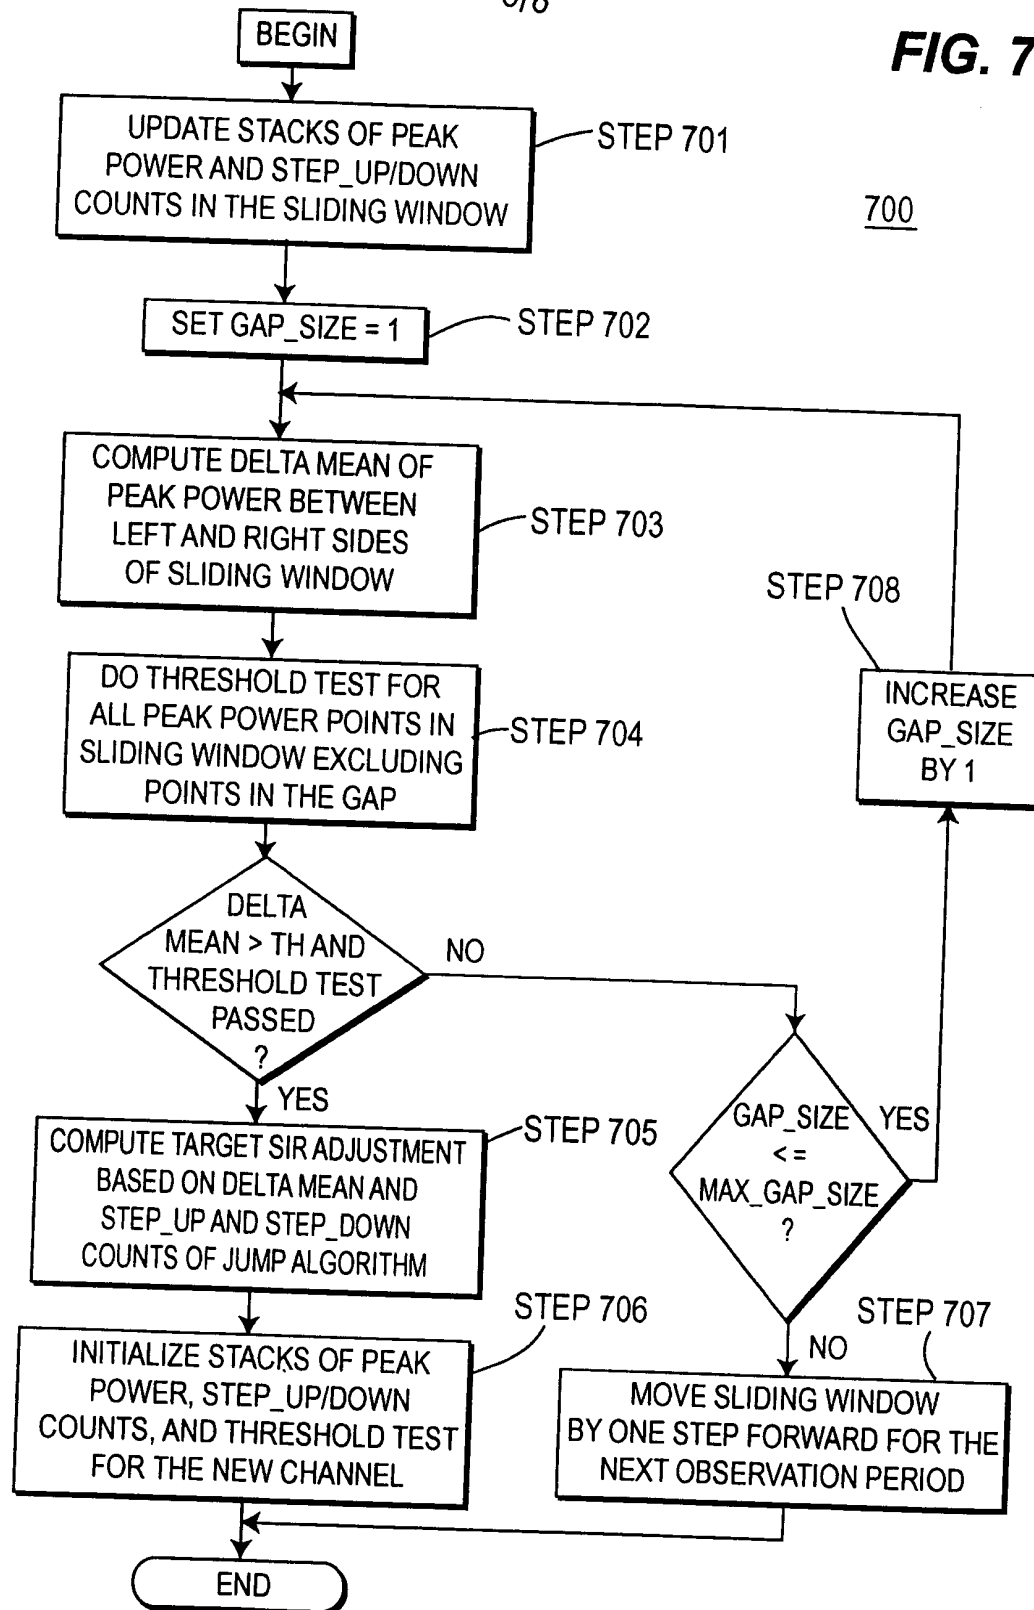 FIG. 7
BEGIN
UPDATE STACKS OF PEAK
POWER AND STEP_UP/DOWN
COUNTS IN THE SLIDING WINDOW
STEP 701
700
SET GAP_SIZE = 1
STEP 702
COMPUTE DELTA MEAN OF
PEAK POWER BETWEEN
LEFT AND RIGHT SIDES
OF SLIDING WINDOW
STEP 703
DO THRESHOLD TEST FOR
ALL PEAK POWER POINTS IN
SLIDING WINDOW EXCLUDING
POINTS IN THE GAP
STEP 704
STEP 708
INCREASE
GAP_SIZE
BY 1
DELTA
MEAN > TH AND
THRESHOLD TEST
PASSED
?
NO
YES
GAP_SIZE
<=
MAX_GAP_SIZE
?
YES
NO
COMPUTE TARGET SIR ADJUSTMENT
BASED ON DELTA MEAN AND
STEP_UP AND STEP_DOWN
COUNTS OF JUMP ALGORITHM
STEP 705
INITIALIZE STACKS OF PEAK
POWER, STEP_UP/DOWN
COUNTS, AND THRESHOLD TEST
FOR THE NEW CHANNEL
STEP 706
STEP 707
MOVE SLIDING WINDOW
BY ONE STEP FORWARD FOR THE
NEXT OBSERVATION PERIOD
END